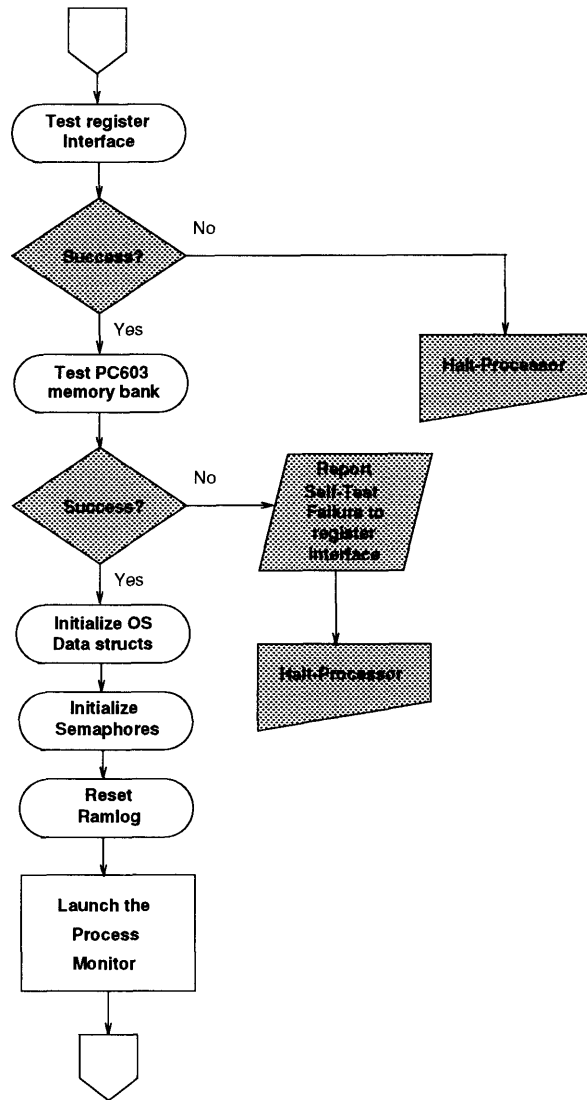 Test register
Interface
Success?
No
Yes
Halt-Processor
Test PC603
memory bank
Success?
No
Report
Self-Test
Failure to
register
interface
Yes
Halt-Processor
Initialize OS
Data structs
Initialize
Semaphores
Reset
Ramlog
Launch the
Process
Monitor